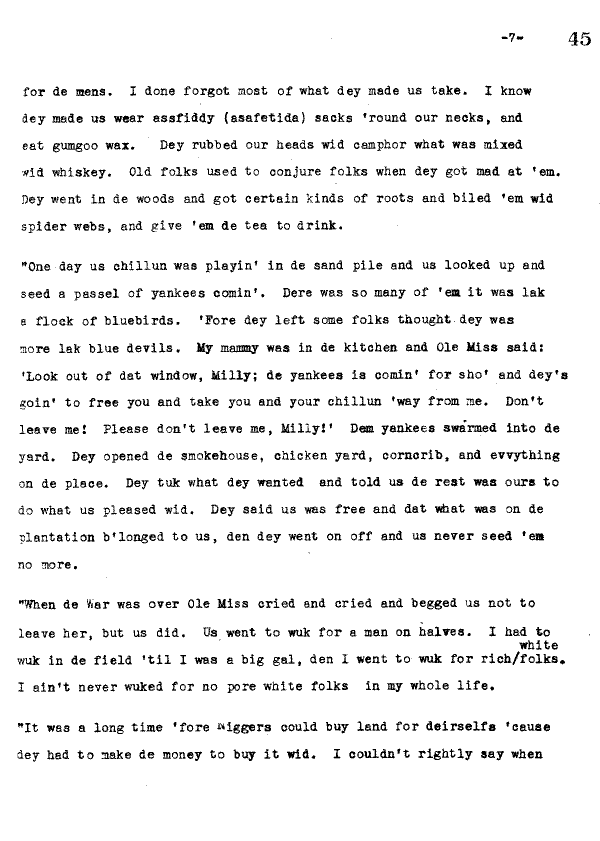 -7- 45
for de mens. I done forgot most of what dey made us take. I know
dey made us wear assfiddy (asafetida) sacks 'round our necks, and
eat gumgoo wax. Dey rubbed our heads wid camphor what was mixed
wid whiskey. Old folks used to conjure folks when dey got mad at 'em.
Dey went in de woods and got certain kinds of roots and biled 'em wid
spider webs, and give 'em de tea to drink.
"One day us chillun was playin' in de sand pile and us looked up and
seed a passel of yankees comin'. Dere was so many of 'em it was lak
a flock of bluebirds. 'Fore dey left some folks thought dey was
more lak blue devils. My mammy was in de kitchen and Ole Miss said:
'Look out of dat window, Milly; de yankees is comin' for sho' and dey's
goin' to free you and take you and your chillun 'way from me. Don't
leave me! Please don't leave me, Milly!' Dem yankees swarmed into de
yard. Dey opened de smokehouse, chicken yard, corncrib, and evvything
on de place. Dey tuk what dey wanted and told us de rest was ours to
do what us pleased wid. Dey said us was free and dat what was on de
plantation b'longed to us, den dey went on off and us never seed 'em
no more.
"When de War was over Ole Miss cried and cried and begged us not to
leave her, but us did. Us went to wuk for a man on halves. I had to
white
wuk in de field 'til I was a big gal, den I went to wuk for rich/folks.
I ain't never wuked for no pore white folks in my whole life.
"It was a long time 'fore Niggers could buy land for deirselfs 'cause
dey had to make de money to buy it wid. I couldn't rightly say when